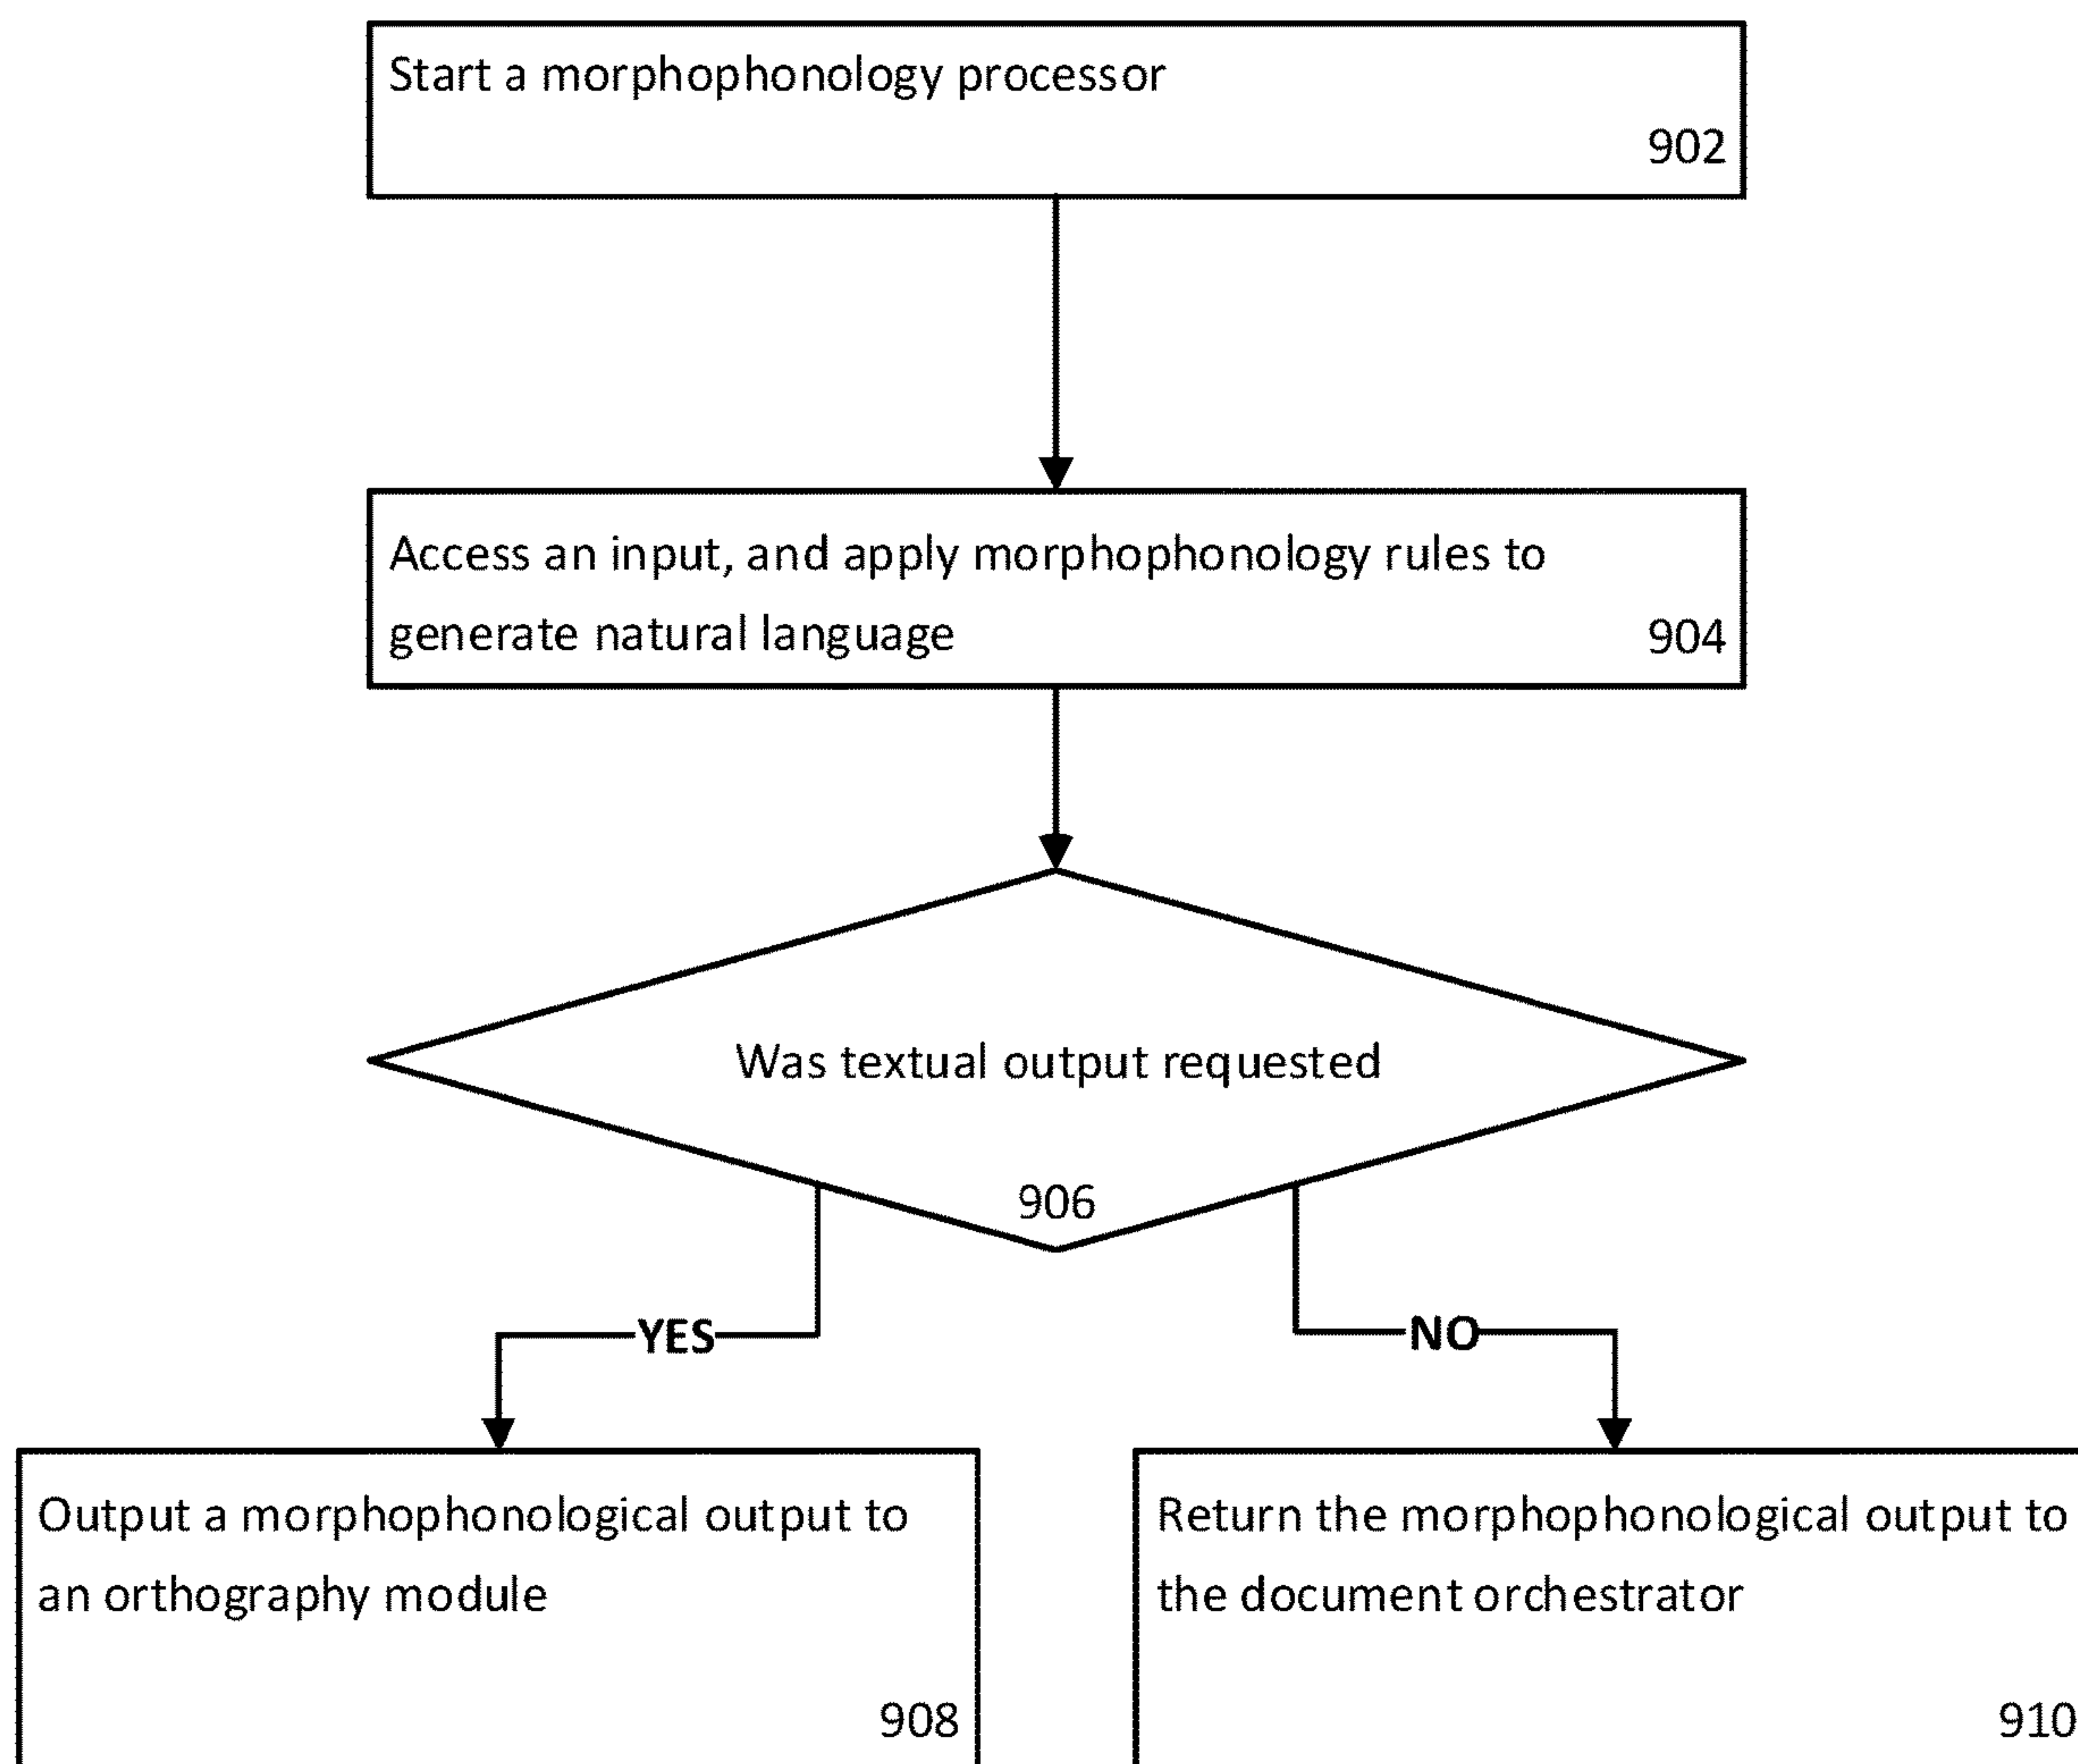 Start a morphophonology processor
902
Access an input, and apply morphophonology rules to
generate natural language
904
Was textual output requested
906
YES
NO
Output a morphophonological output to
an orthography module
908
Return the morphophonological output to
the document orchestrator
910